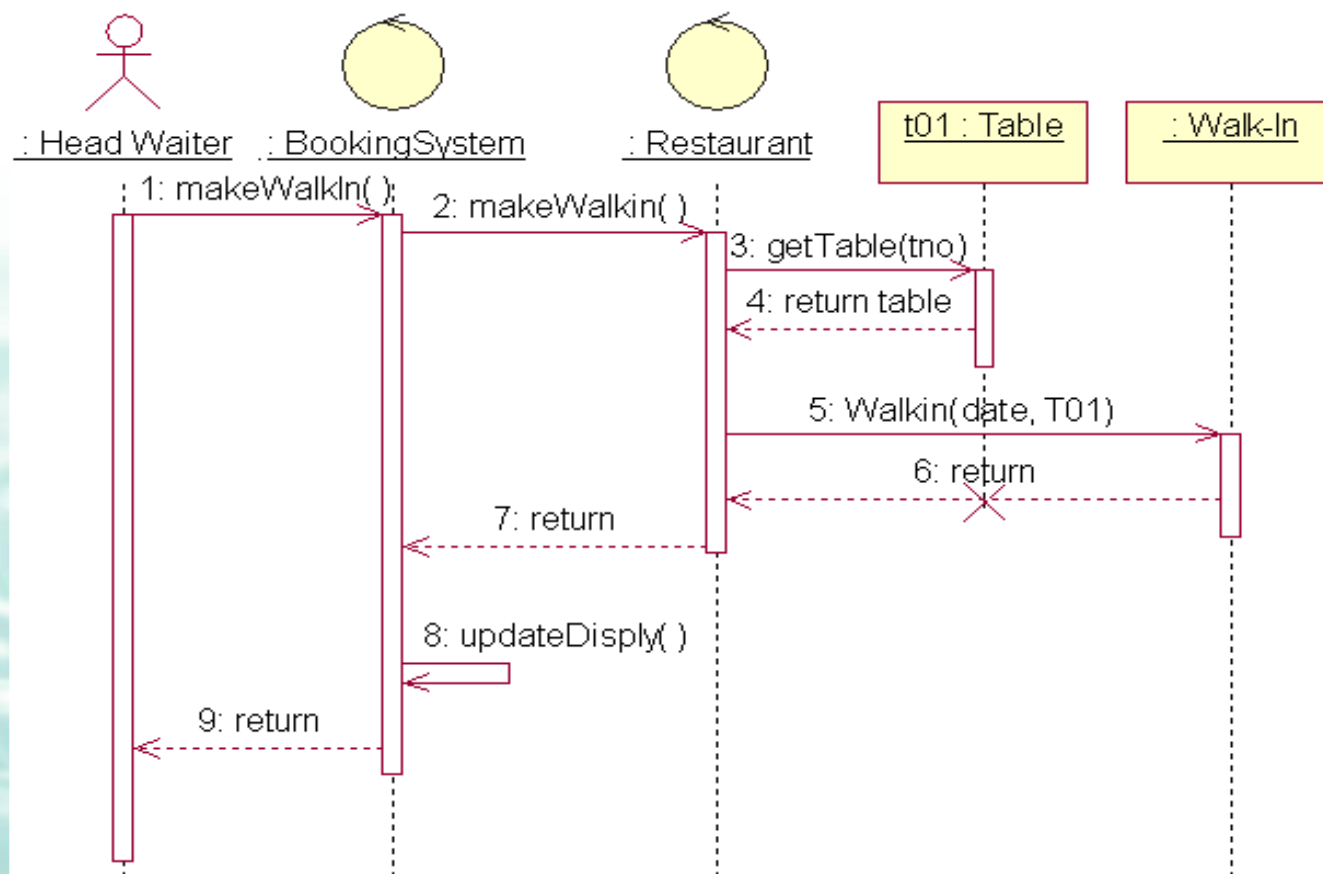 : Head Waiter
: BookingSystem
: Restaurant
t01 : Table
: Walk-In
1: makeWalkIn( )
2: makeWalkin( )
3: getTable(tno)
4: return table
5: Walkin(date, T01)
6: return
7: return
8: updateDisply( )
9: return